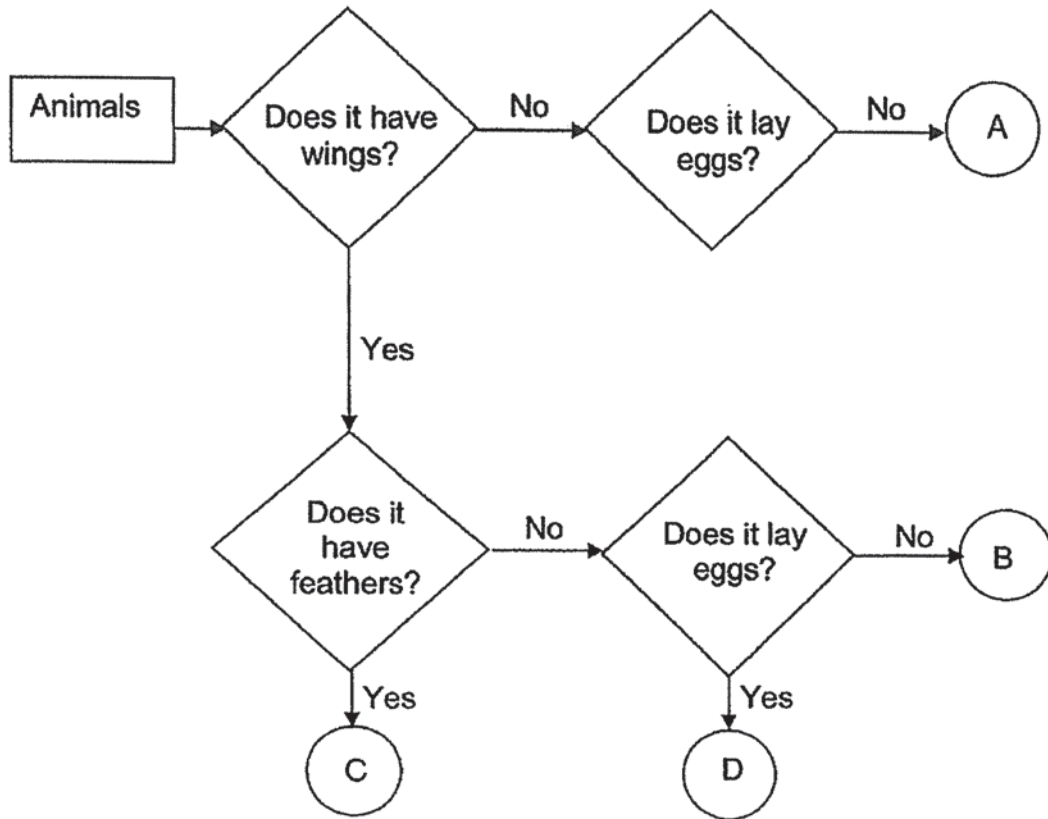 Animals
Does it have
wings?
No
Does it lay
eggs?
No
A
Yes
Does it
have
feathers?
No
Does it lay
eggs?
No
B
Yes
C
Yes
D